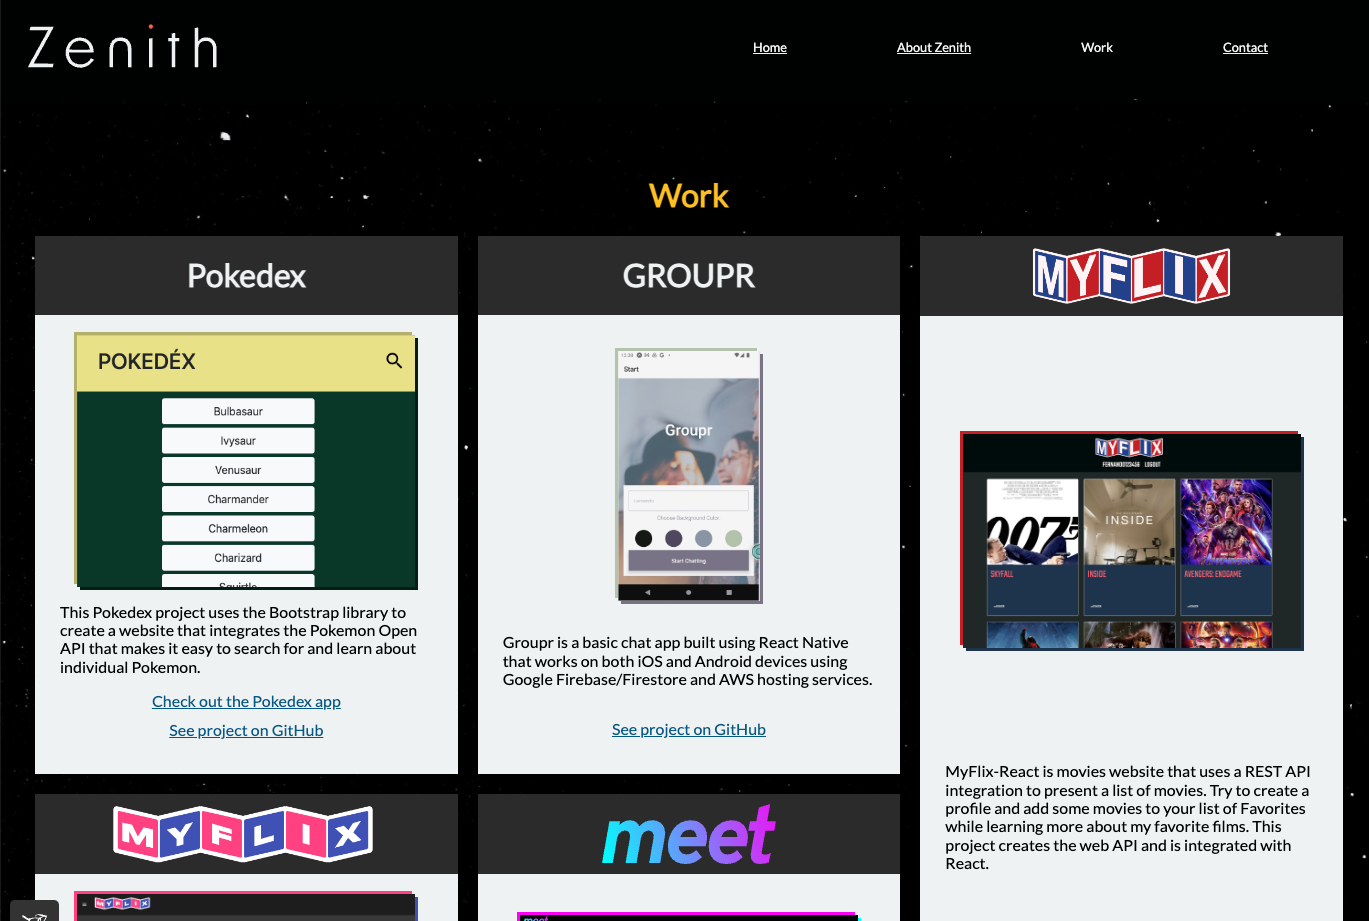 Zenith
Home
About Zenith
Work
Contact
Work
Pokedex
POKEDÉX
Bulbasaur
Ivysaur
Venusaur
Charmander
Charmeleon
Charizard
Squirtle
This Pokedex project uses the Bootstrap library to
create a website that integrates the Pokemon Open
API that makes it easy to search for and learn about
individual Pokemon.
Check out the Pokedex app
See project on GitHub
GROUPR
Start
Groupr
Choose Background Color.
Start Chatting
Groupr is a basic chat app built using React Native
that works on both iOS and Android devices using
Google Firebase/Firestore and AWS hosting services.
See project on GitHub
MYFLIX
MYFLIX
LOGOUT
007
INSIDE
SKYFALL
INSIDE
AVENGERS: ENDGAME
MyFlix-React is movies website that uses a REST API
integration to present a list of movies. Try to create a
profile and add some movies to your list of Favorites
while learning more about my favorite films. This
project creates the web API and is integrated with
React.
MYFLIX
MYFLIX
meet
meet